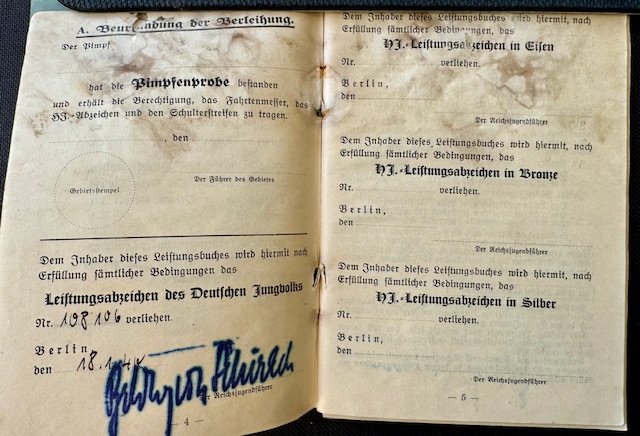 A. Beurkundung der Verleihung.
Der Pimpf
hat die Pimpfenprobe bestanden
und erhält die Berechtigung, das Fahrtenmesser, das
HJ.-Abzeichen und den Schulterstreifen zu tragen.
, den
Gebietsstempel
Der Führer des Gebietes
Dem Inhaber dieses Leistungsbuches wird hiermit nach
Erfüllung sämtlicher Bedingungen das
Leistungsabzeichen des Deutschen Jungvolks
Nr. 108106 verliehen.
Berlin,
den 18.1.
Der Reichsjugendführer
— 4 —
Dem Inhaber dieses Leistungsbuches wird hiermit, nach
Erfüllung sämtlicher Bedingungen, das
HJ.-Leistungsabzeichen in Eisen
Nr. verliehen.
Berlin,
den
Der Reichsjugendführer
Dem Inhaber dieses Leistungsbuches wird hiermit, nach
Erfüllung sämtlicher Bedingungen, das
HJ.-Leistungsabzeichen in Bronze
Nr. verliehen.
Berlin,
den
Der Reichsjugendführer
Dem Inhaber dieses Leistungsbuches wird hiermit, nach
Erfüllung sämtlicher Bedingungen, das
HJ.-Leistungsabzeichen in Silber
Nr. verliehen.
Berlin,
den
Der Reichsjugendführer
— 5 —